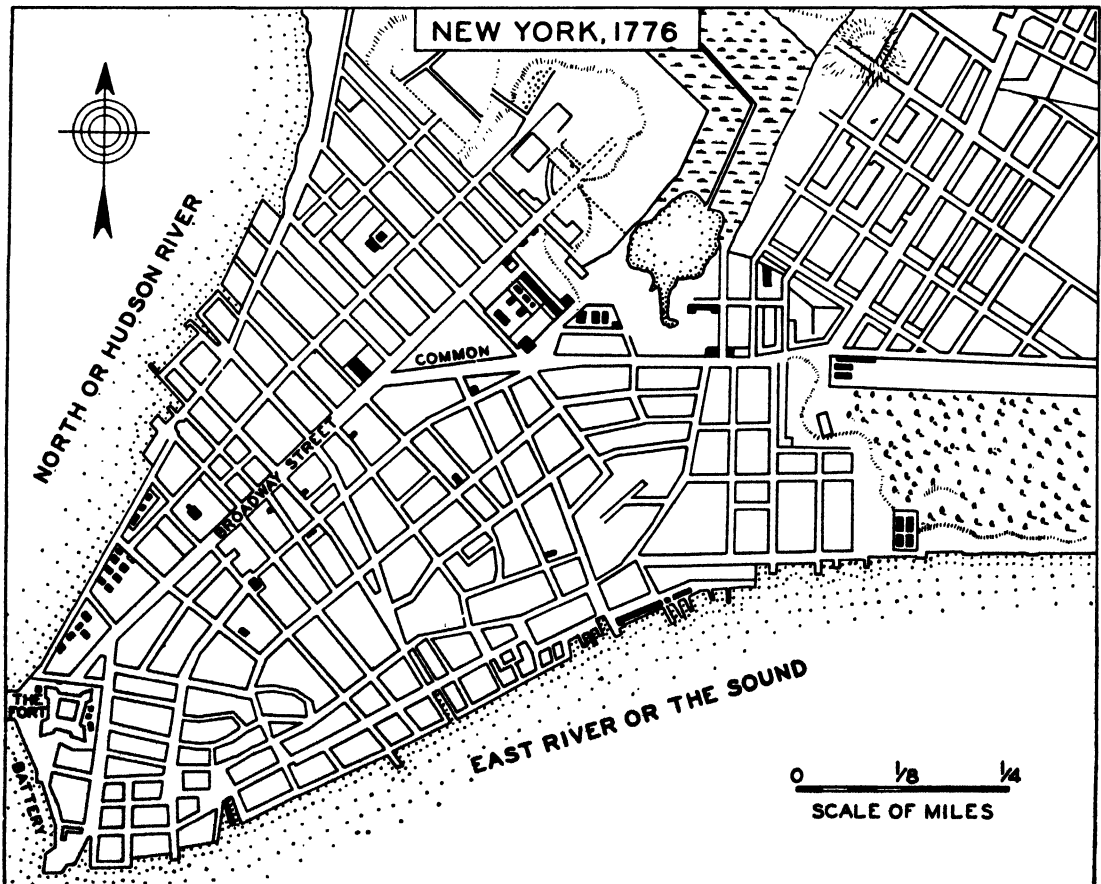 NEW YORK, 1776
NORTH OR HUDSON RIVER
COMMON
BROADWAY STREET
THE
FORT
BATTERY
EAST RIVER OR THE SOUND
0 1/8 1/4
SCALE OF MILES